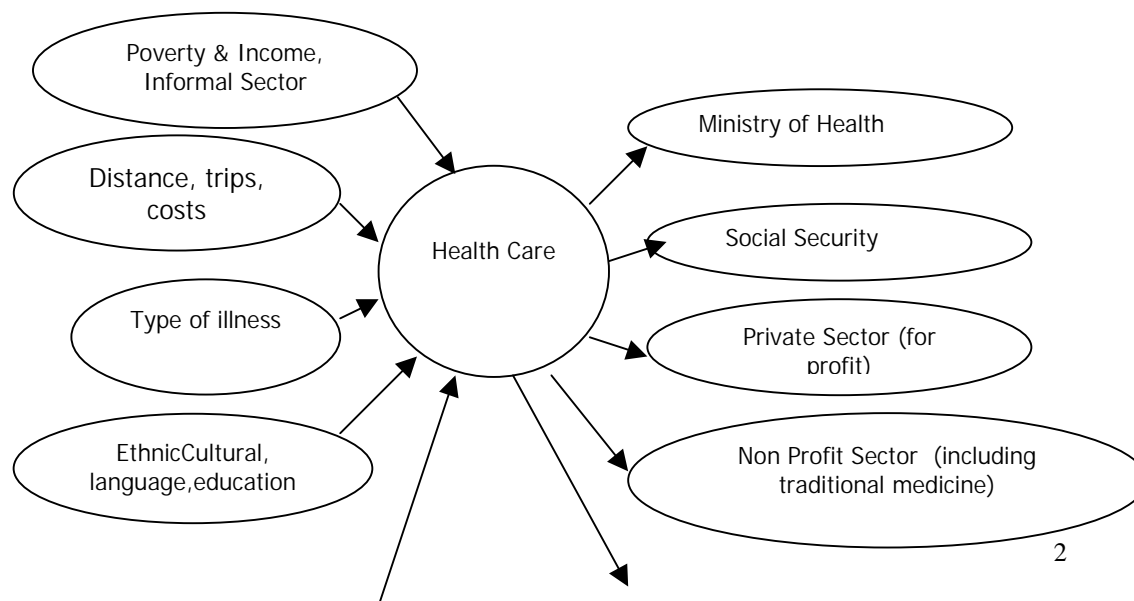 Poverty & Income,
Informal Sector
Distance, trips,
costs
Type of illness
EthnicCultural,
language,education
Health Care
Ministry of Health
Social Security
Private Sector (for
profit)
Non Profit Sector (including
traditional medicine)
2